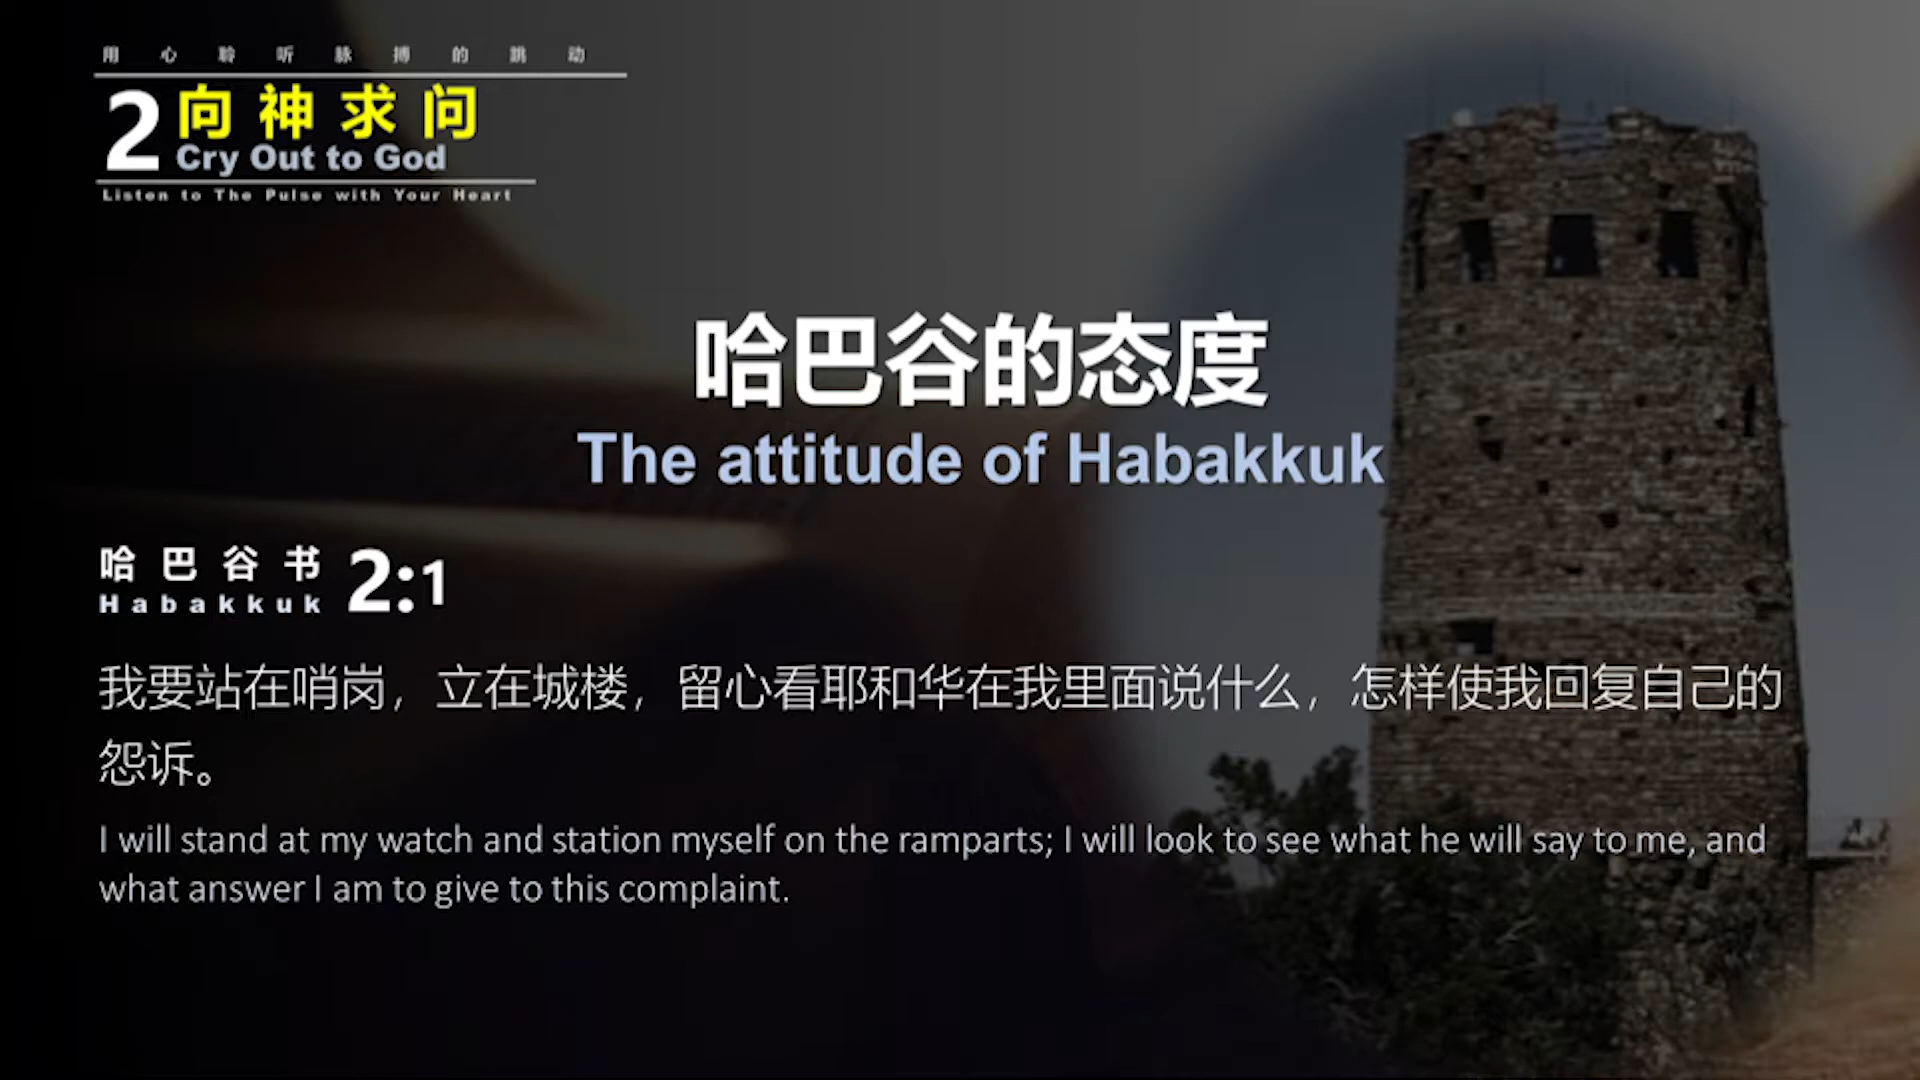 用心聆听脉搏的跳动
2 向神求问
Cry Out to God
Listen to The Pulse with Your Heart
哈巴谷的态度
The attitude of Habakkuk
哈巴谷书 2:1
Habakkuk
我要站在哨岗，立在城楼，留心看耶和华在我里面说什么，怎样使我回复自己的
怨诉。
I will stand at my watch and station myself on the ramparts; I will look to see what he will say to me, and
what answer I am to give to this complaint.